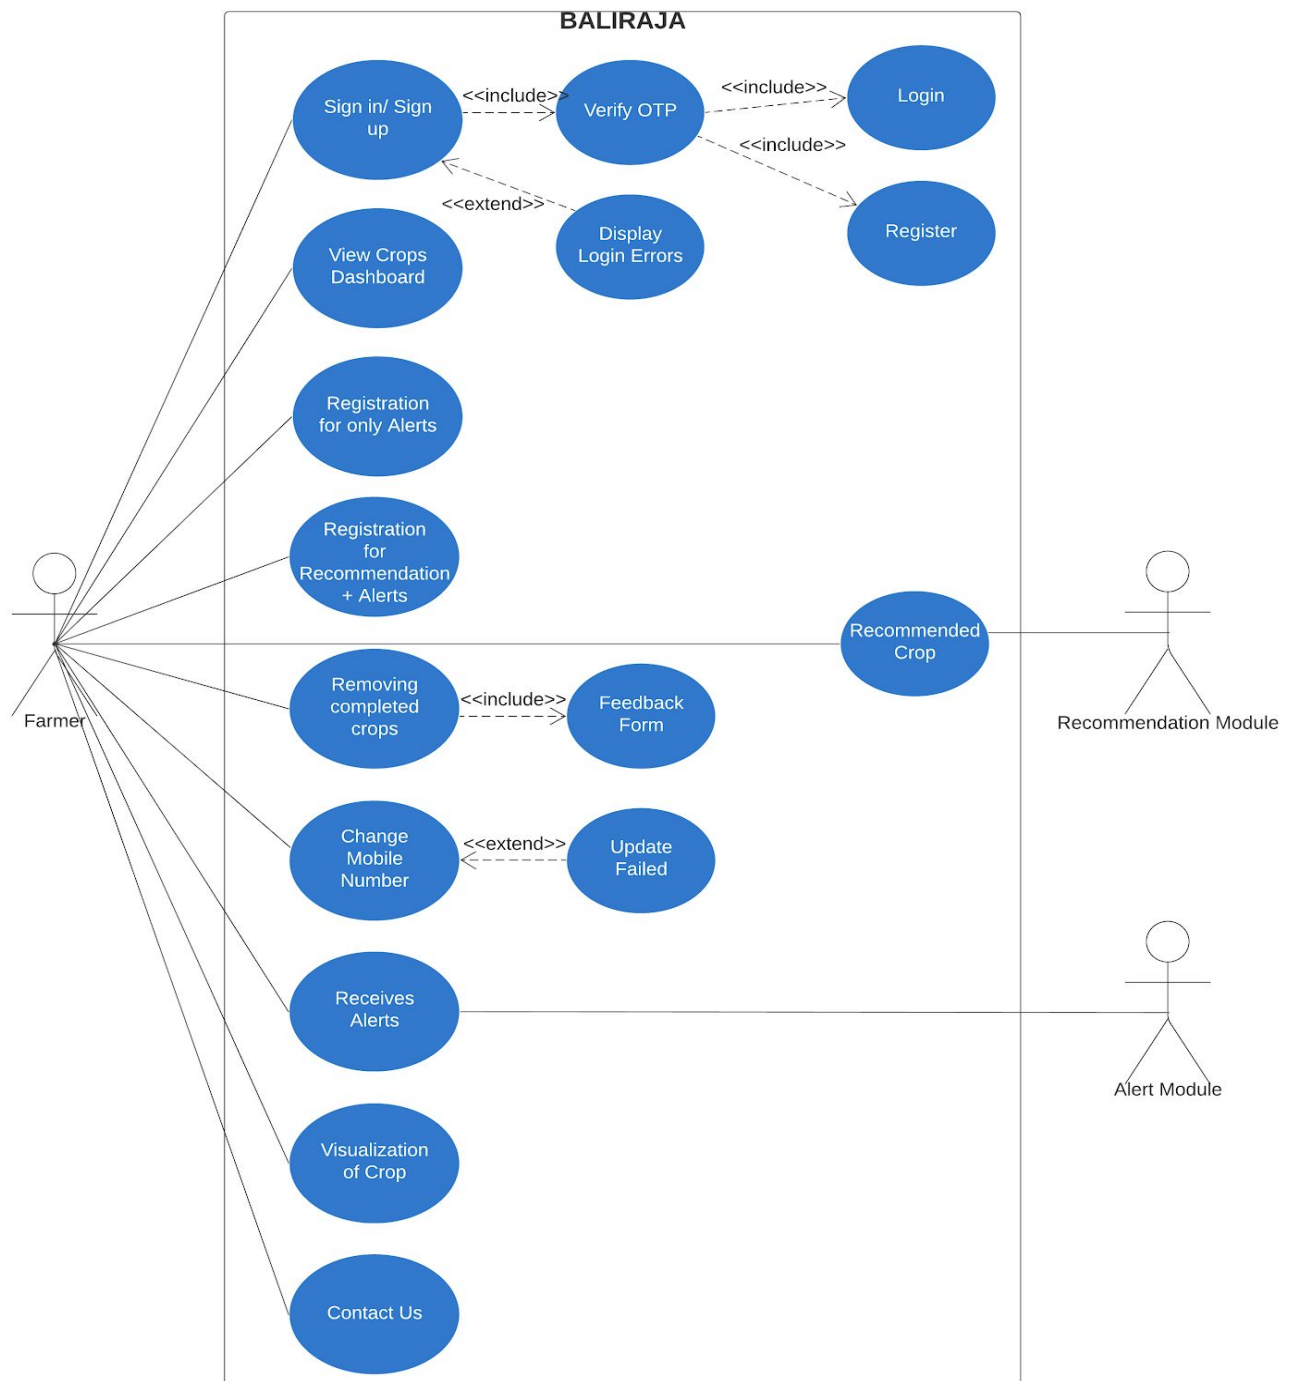 BALIRAJA
Sign in/ Sign
up
<<include>>
Verify OTP
<<include>>
Login
<<include>>
Register
<<extend>>
Display
Login Errors
View Crops
Dashboard
Registration
for only Alerts
Registration
for
Recommendation
+ Alerts
Recommended
Crop
Farmer
Recommendation Module
Removing
completed
crops
<<include>>
Feedback
Form
Change
Mobile
Number
<<extend>>
Update
Failed
Receives
Alerts
Alert Module
Visualization
of Crop
Contact Us